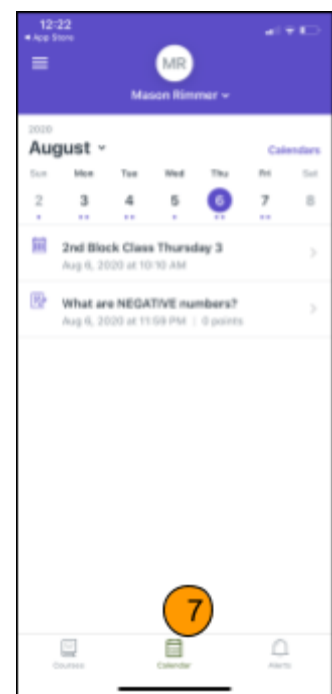 12:22
App Store
MR
Mason Rimmer
2020
August
Calendars
Sun Mon Tue Wed Thu Fri Sat
2 3 4 5 6 7 8
2nd Block Class Thursday 3
Aug 6, 2020 at 10:10 AM
What are NEGATIVE numbers?
Aug 6, 2020 at 11:59 PM | 0 points
7
Courses Calendar Alerts